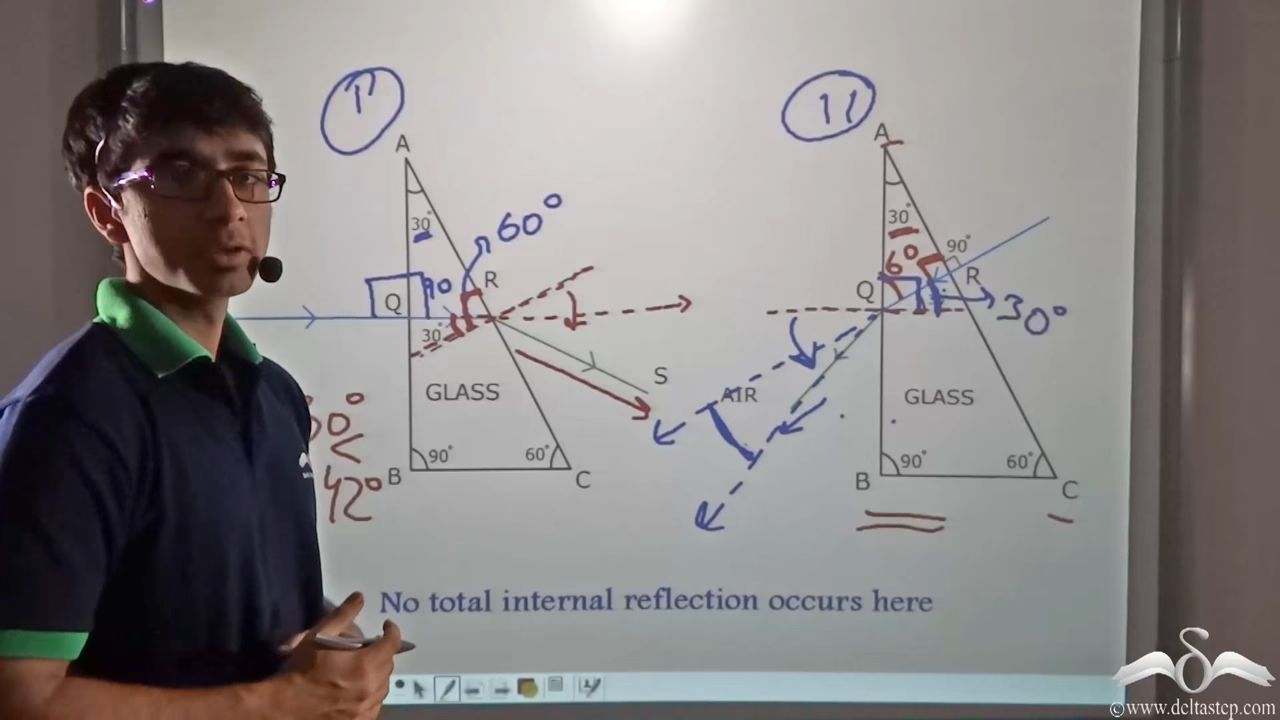 I
A
30°
60°
R
Q
90
30°
GLASS
S
90°
60°
B
C
30° <
42°
II
A
30°
60
90°
R
Q
30°
AIR
GLASS
90°
60°
B
C
No total internal reflection occurs here
©www.deltastep.com